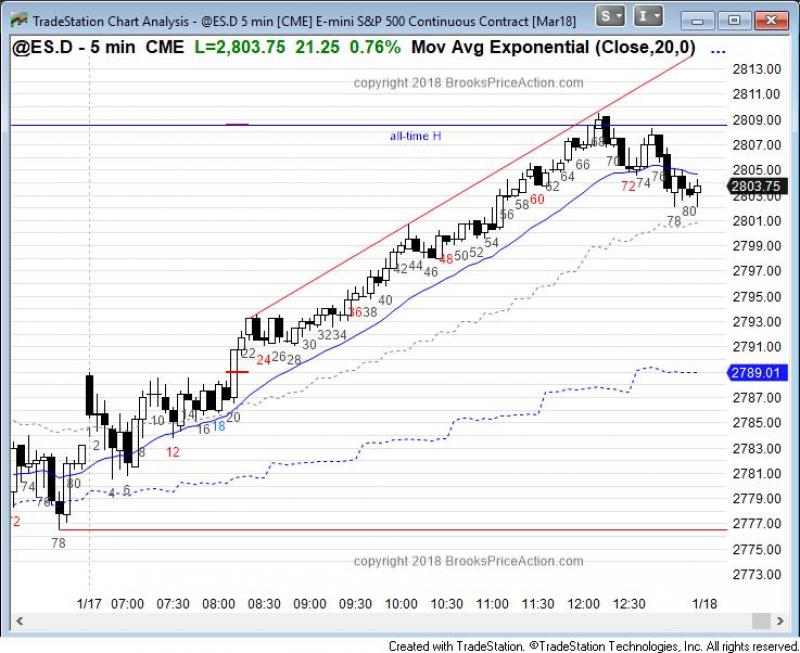 TradeStation Chart Analysis - @ES.D 5 min [CME] E-mini S&P 500 Continuous Contract [Mar18]
S I
@ES.D - 5 min CME L=2,803.75 21.25 0.76% Mov Avg Exponential (Close,20,0) ...
copyright 2018 BrooksPriceAction.com
all-time H
2813.00
2811.00
2809.00
2807.00
2805.00
2803.75
2803.00
2801.00
2799.00
2797.00
2795.00
2793.00
2791.00
2789.01
2787.00
2785.00
2783.00
2781.00
2779.00
2777.00
2775.00
2773.00
72 74 76 78 80
2 4 6 8 10 12 14 16 18 20 22 24 26 28 30 32 34 36 38 40 42 44 46 48 50 52 54 56 58 60 62 64 66 68 70 72 74 76 78 80
copyright 2018 BrooksPriceAction.com
1/17 07:00 07:30 08:00 08:30 09:00 09:30 10:00 10:30 11:00 11:30 12:00 12:30 1/18
Created with TradeStation. ©TradeStation Technologies, Inc. All rights reserved.